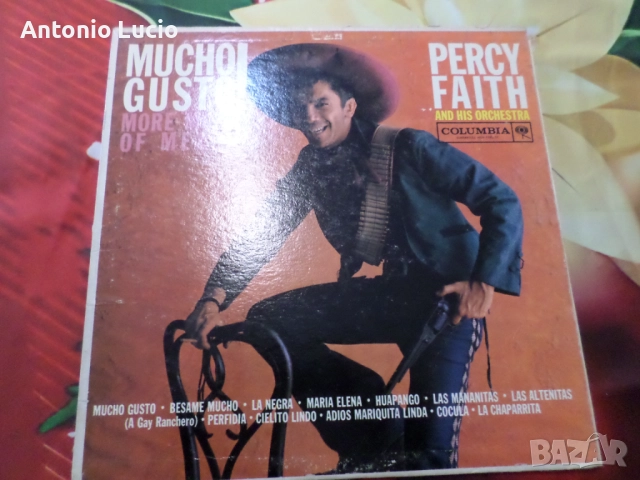 Antonio Lucio
MUCHO!
GUSTO
MORE
OF
PERCY
FAITH
AND HIS ORCHESTRA
COLUMBIA
MUCHO GUSTO • BESAME MUCHO • LA NEGRA • MARIA ELENA • HUAPANGO • LAS MANANITAS • LAS ALTENITAS
(A Gay Ranchero) • PERFIDIA • CIELITO LINDO • ADIOS MARIQUITA LINDA • COCULA • LA CHAPARRITA
BAZAR